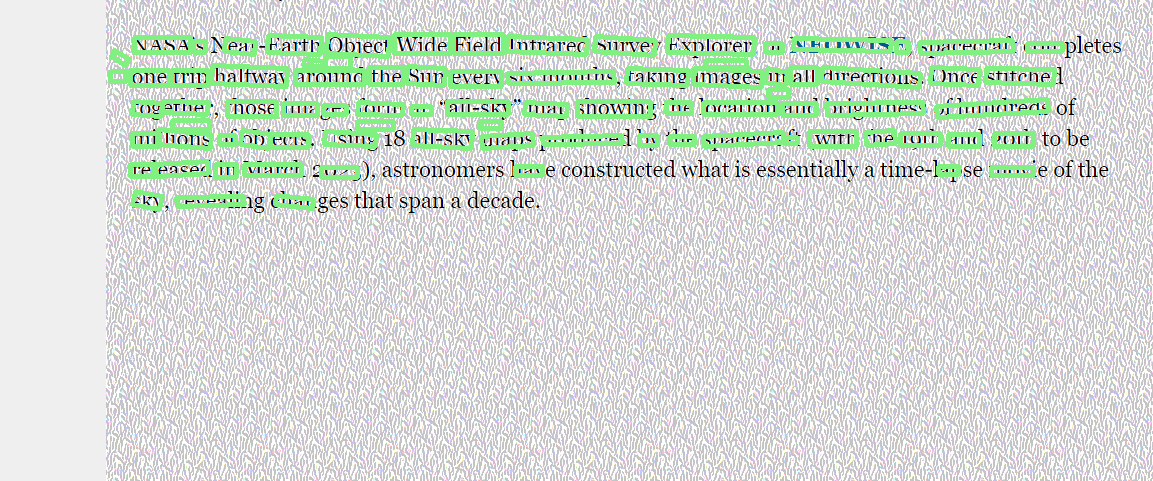 NASA's Near-Earth Object Wide Field Infrared Survey Explorer, or NEOWISE, spacecraft completes
one trip halfway around the Sun every six months, taking images in all directions. Once stitched
together, those images form an “all-sky” map showing the location and brightness of hundreds of
millions of objects. Using 18 all-sky maps produced by the spacecraft (with the 19th and 20th to be
released in March 2023), astronomers have constructed what is essentially a time-lapse movie of the
sky, revealing changes that span a decade.